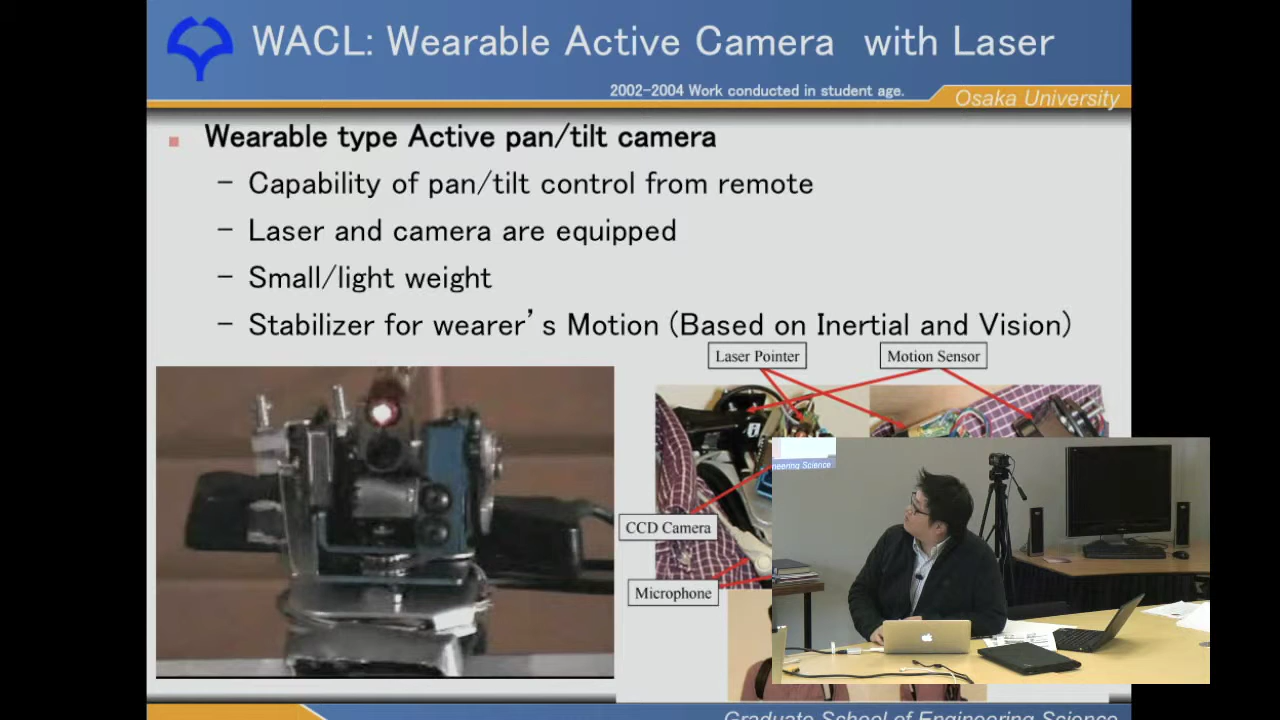 WACL: Wearable Active Camera with Laser
2002-2004 Work conducted in student age.
Osaka University
Wearable type Active pan/tilt camera
– Capability of pan/tilt control from remote
– Laser and camera are equipped
– Small/light weight
– Stabilizer for wearer's Motion (Based on Inertial and Vision)
Laser Pointer
Motion Sensor
CCD Camera
Microphone
neering Science
Graduate School of Engineering Science